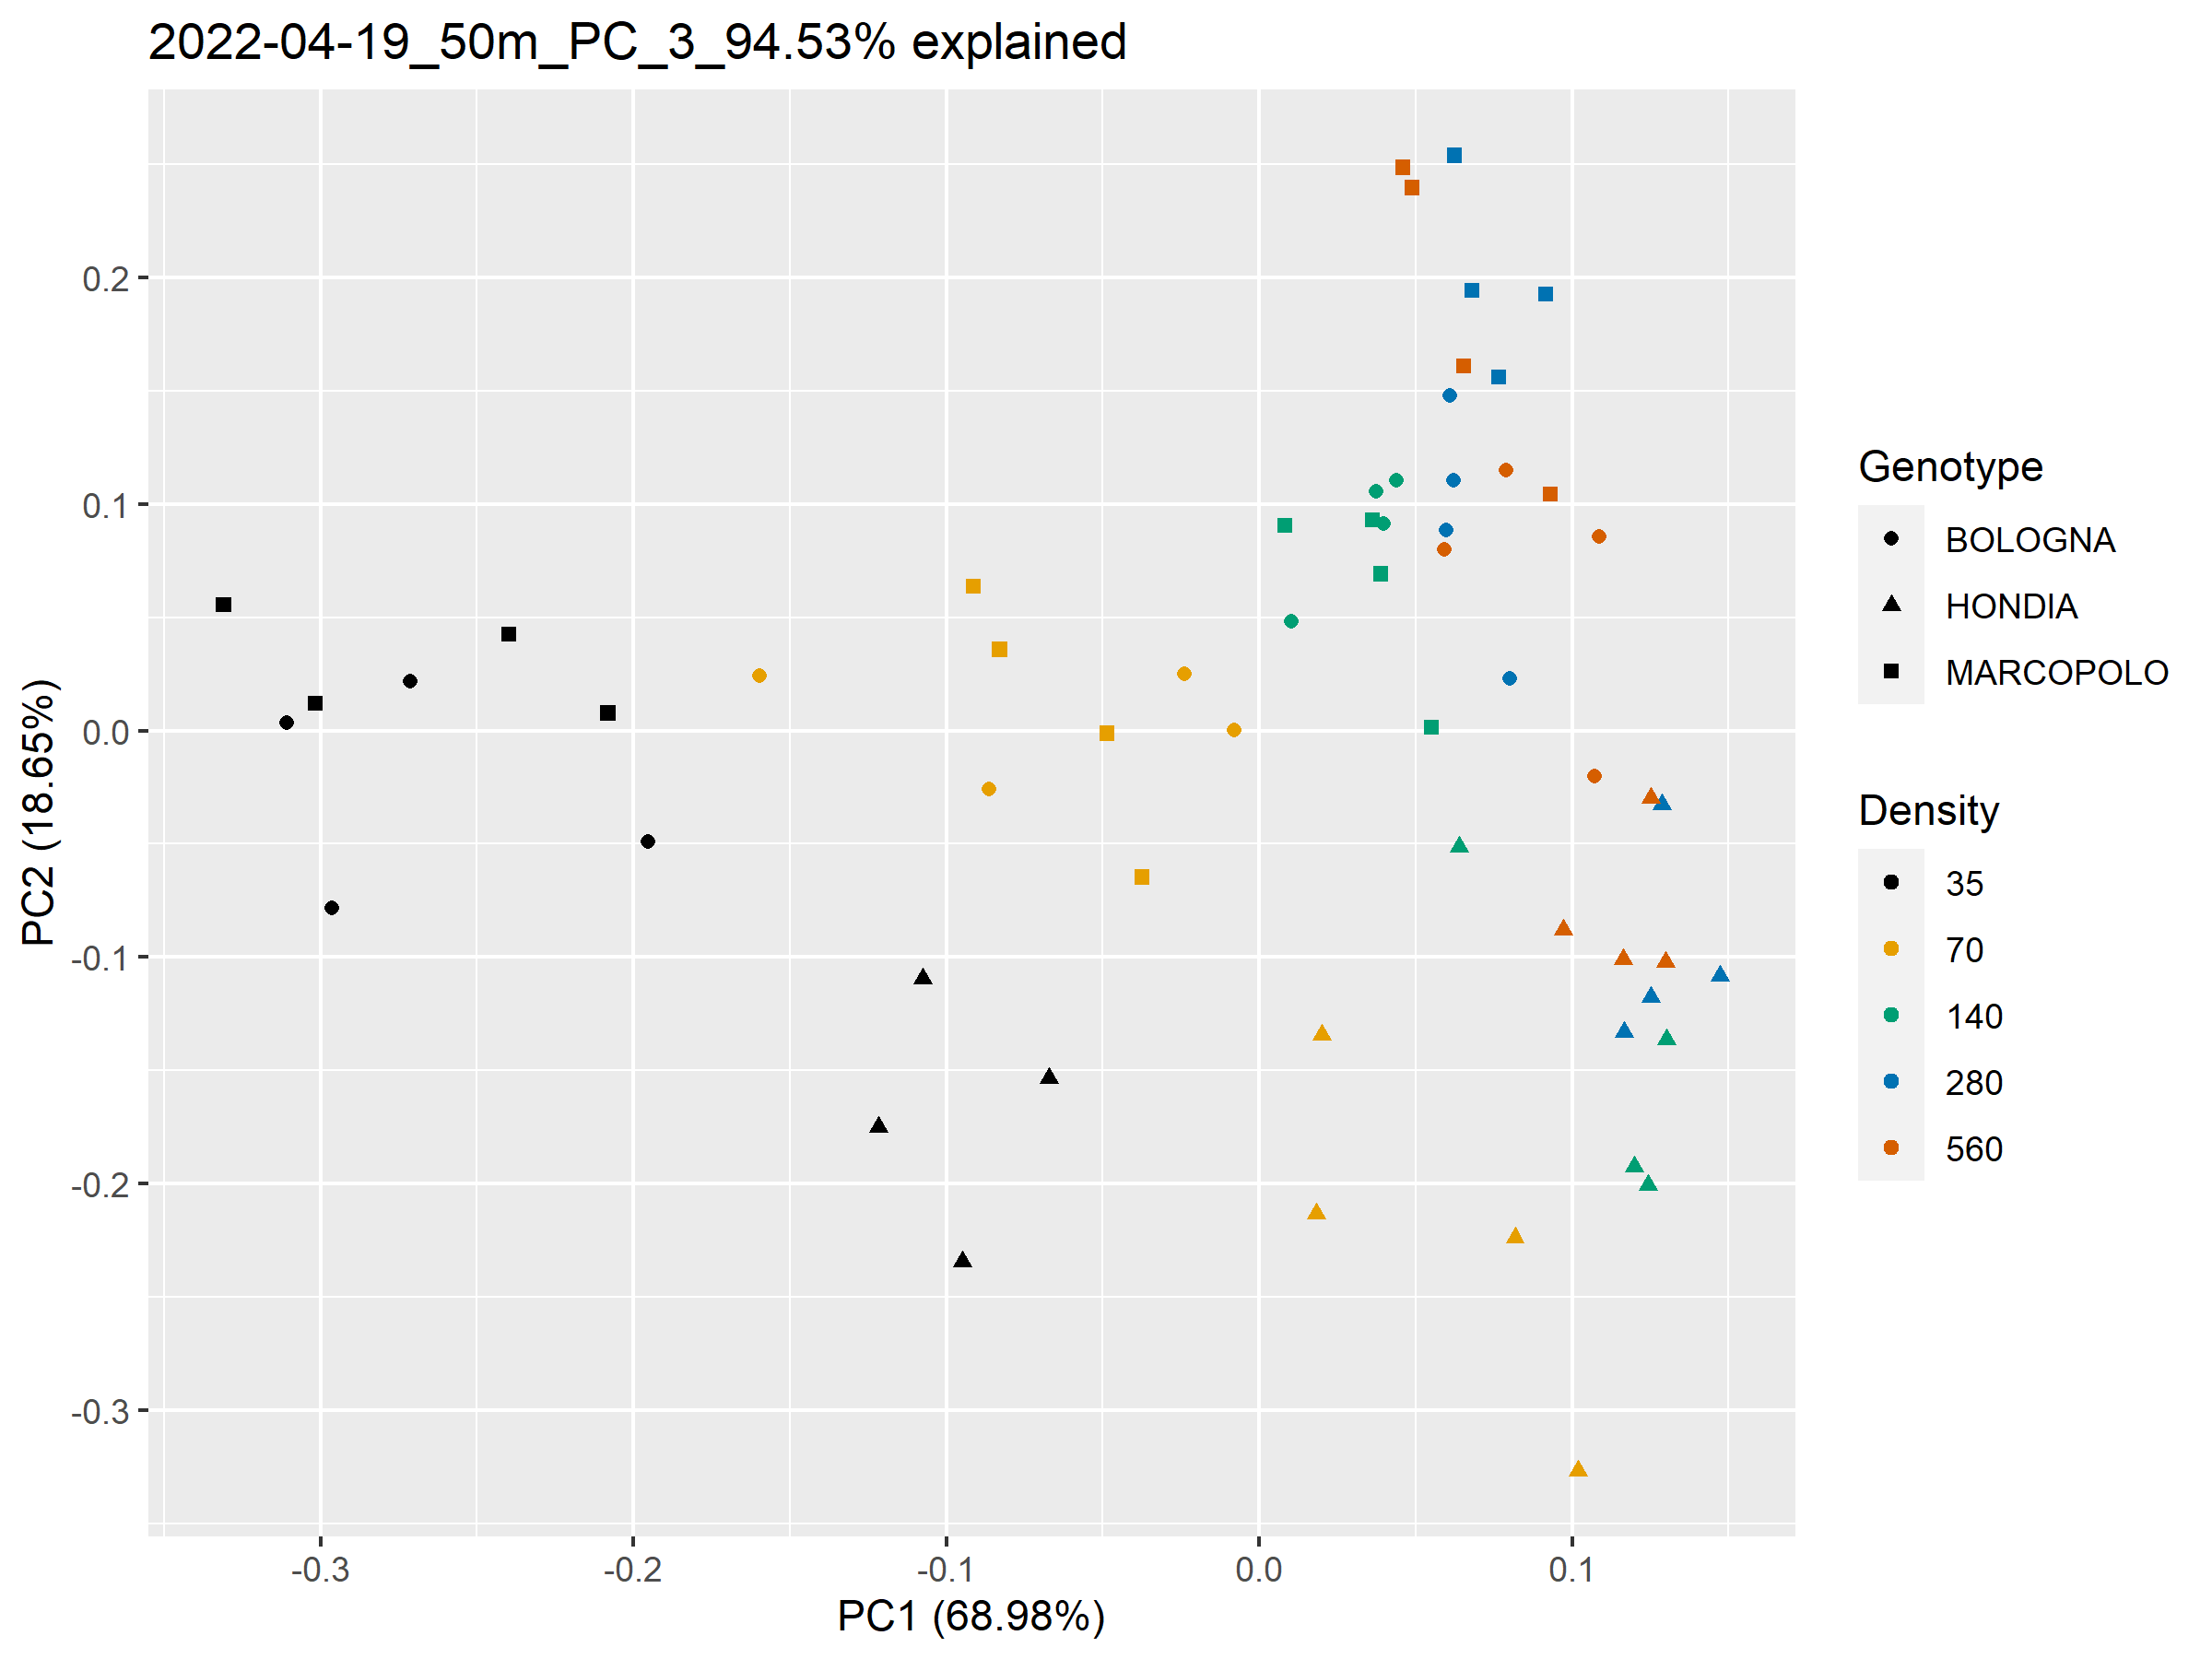 2022-04-19_50m_PC_3_94.53% explained
PC2 (18.65%)
0.2
0.1
0.0
-0.1
-0.2
-0.3
-0.3
-0.2
-0.1
0.0
0.1
PC1 (68.98%)
Genotype
BOLOGNA
HONDIA
MARCOPOLO
Density
35
70
140
280
560